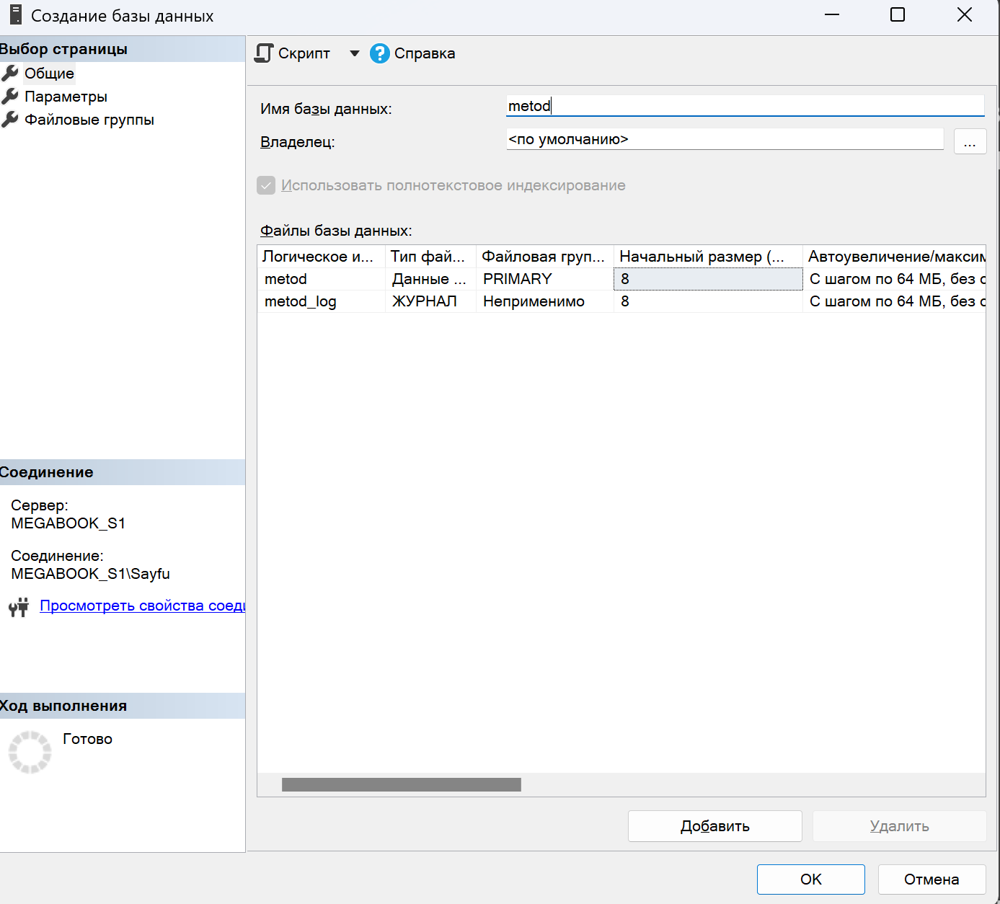 Создание базы данных
Выбор страницы
Общие
Параметры
Файловые группы
Скрипт
Справка
Имя базы данных:
metod
Владелец:
<по умолчанию>
...
Использовать полнотекстовое индексирование
Файлы базы данных:
Логическое и... Тип фай... Файловая груп... Начальный размер (... Автоувеличение/максим
metod Данные ... PRIMARY 8 С шагом по 64 МБ, без о
metod_log ЖУРНАЛ Неприменимо 8 С шагом по 64 МБ, без о
Соединение
Сервер:
MEGABOOK_S1
Соединение:
MEGABOOK_S1\Sayfu
Просмотреть свойства соеди
Ход выполнения
Готово
Добавить
Удалить
OK
Отмена